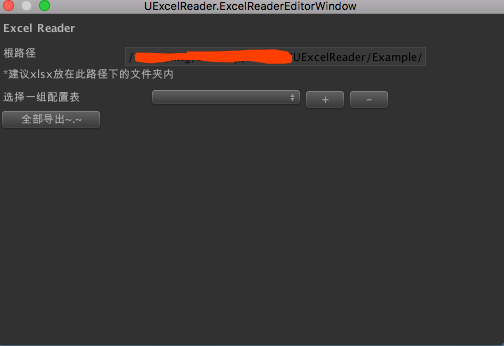 UExcelReader.ExcelReaderEditorWindow
Excel Reader
根路径 / UExcelReader/Example/
*建议xlsx放在此路径下的文件夹内
选择一组配置表 + -
全部导出~.~